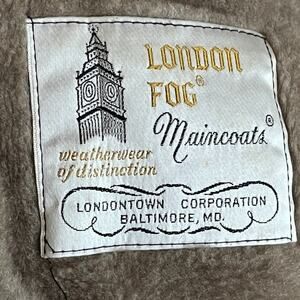 LONDON
FOG®
Maincoats®
weatherwear
of distinction
LONDONTOWN CORPORATION
BALTIMORE, MD.